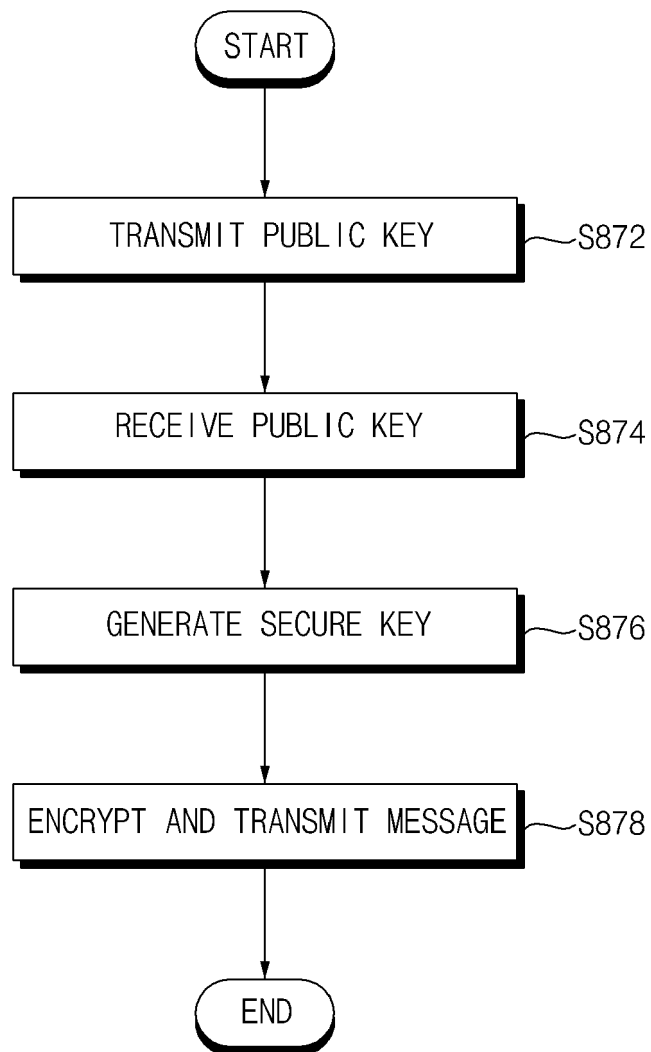 START
TRANSMIT PUBLIC KEY
S872
RECEIVE PUBLIC KEY
S874
GENERATE SECURE KEY
S876
ENCRYPT AND TRANSMIT MESSAGE
S878
END